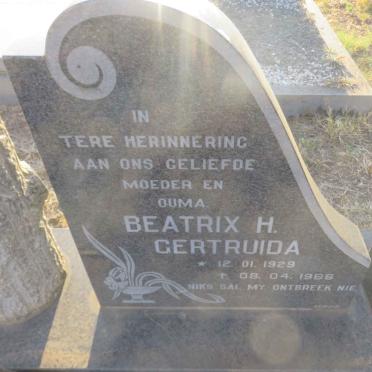 IN
TERE HERINNERING
AAN ONS GELIEFDE
MOEDER EN
OUMA
BEATRIX H.
GERTRUIDA
* 12. 01. 1929
† 08. 04. 1966
NIKS SAL MY ONTBREEK NIE